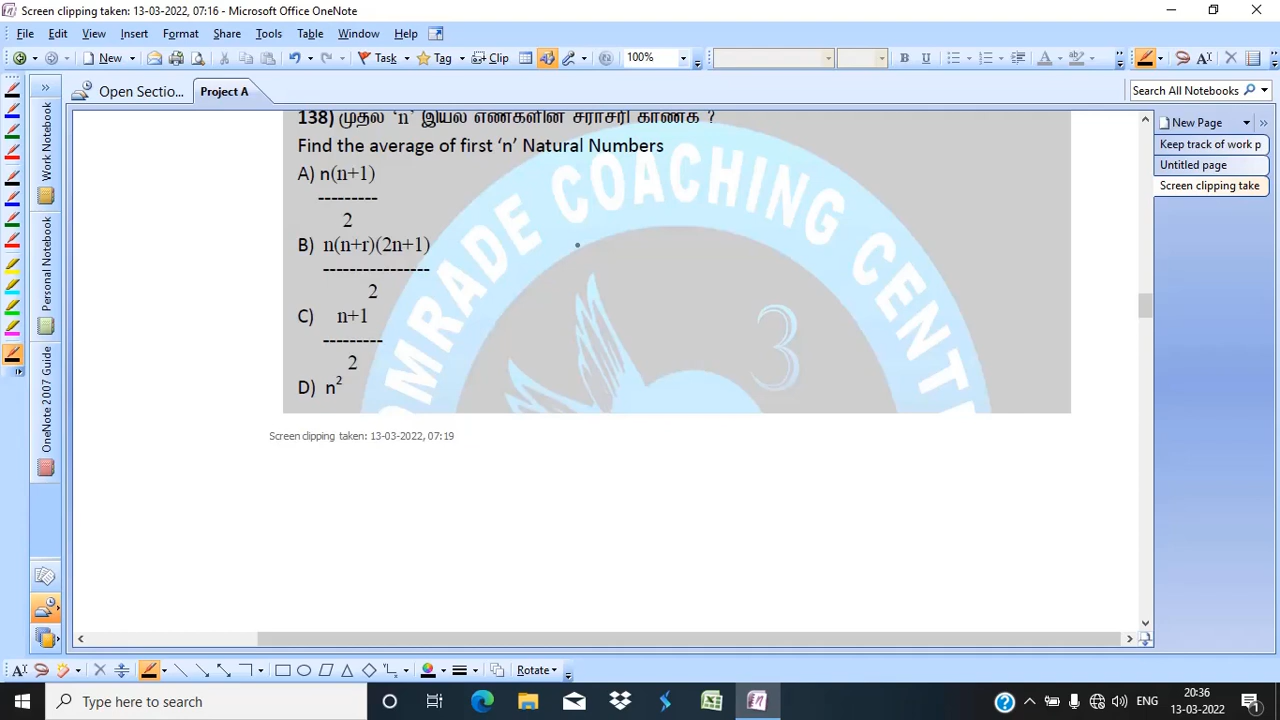 Screen clipping taken: 13-03-2022, 07:16 - Microsoft Office OneNote
File Edit View Insert Format Share Tools Table Window Help
New Task Tag Clip 100% B U
Open Sectio... Project A
Search All Notebooks
New Page
Keep track of work p
Untitled page
Screen clipping take
Work Notebook
Personal Notebook
OneNote 2007 Guide
138) முதல் ‘n’ இயல் எண்களின் சராசரி காண்க ?
Find the average of first ‘n’ Natural Numbers
A) n(n+1)
---------
2
B) n(n+r)(2n+1)
-----------------
2
C) n+1
---------
2
D) n²
OMRADE COACHING CENT
3
Screen clipping taken: 13-03-2022, 07:19
Rotate
Type here to search
ENG
20:36
13-03-2022
1